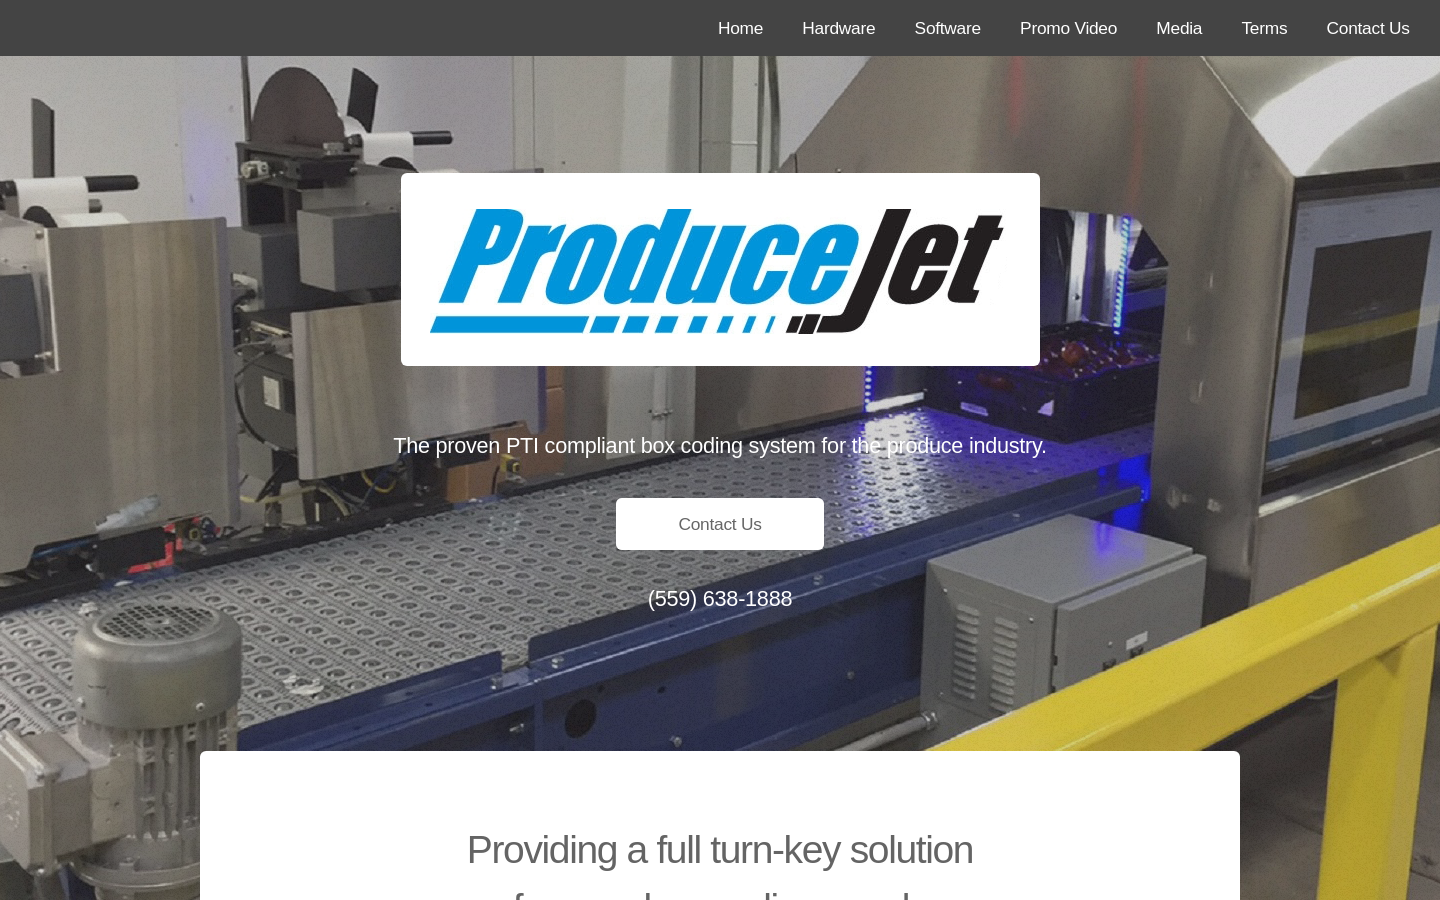 Home
Hardware
Software
Promo Video
Media
Terms
Contact Us
ProduceJet
The proven PTI compliant box coding system for the produce industry.
Contact Us
(559) 638-1888
Providing a full turn-key solution